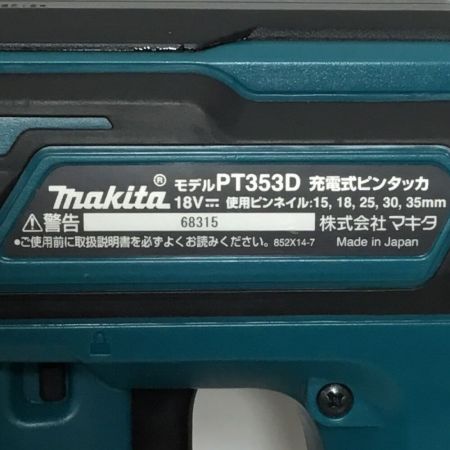 makita® モデルPT353D 充電式ピンタッカ
18V⎓ 使用ピンネイル:15, 18, 25, 30, 35mm
⚠警告 68315 株式会社 マキタ
●ご使用前に取扱説明書を必ずよくお読みください。 852X14-7 Made in Japan